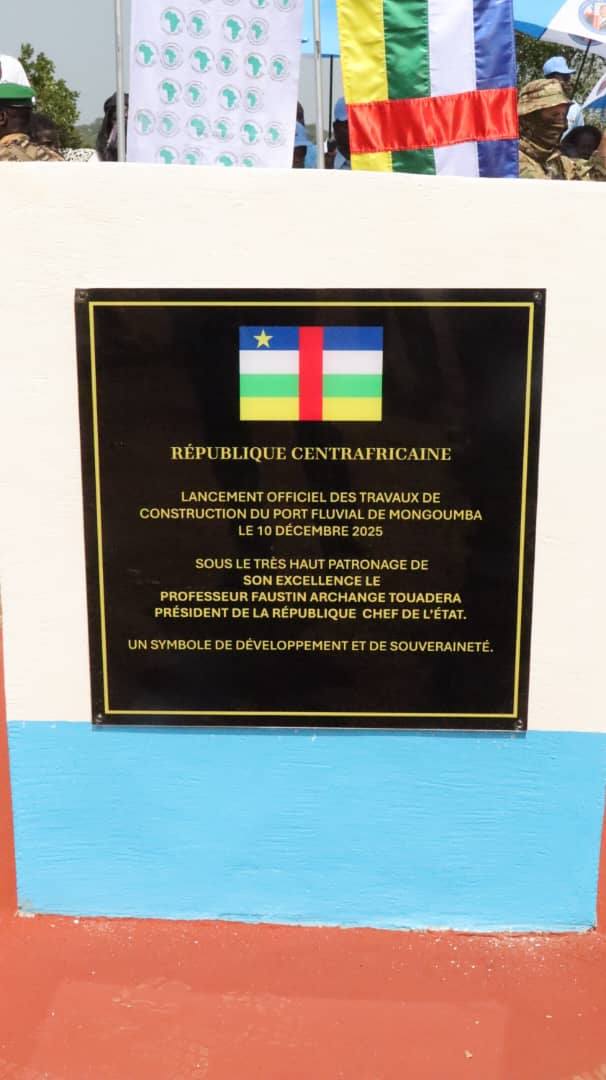 RÉPUBLIQUE CENTRAFRICAINE
LANCEMENT OFFICIEL DES TRAVAUX DE
CONSTRUCTION DU PORT FLUVIAL DE MONGOUMBA
LE 10 DÉCEMBRE 2025
SOUS LE TRÈS HAUT PATRONAGE DE
SON EXCELLENCE LE
PROFESSEUR FAUSTIN ARCHANGE TOUADERA
PRÉSIDENT DE LA RÉPUBLIQUE CHEF DE L'ÉTAT.
UN SYMBOLE DE DÉVELOPPEMENT ET DE SOUVERAINETÉ.